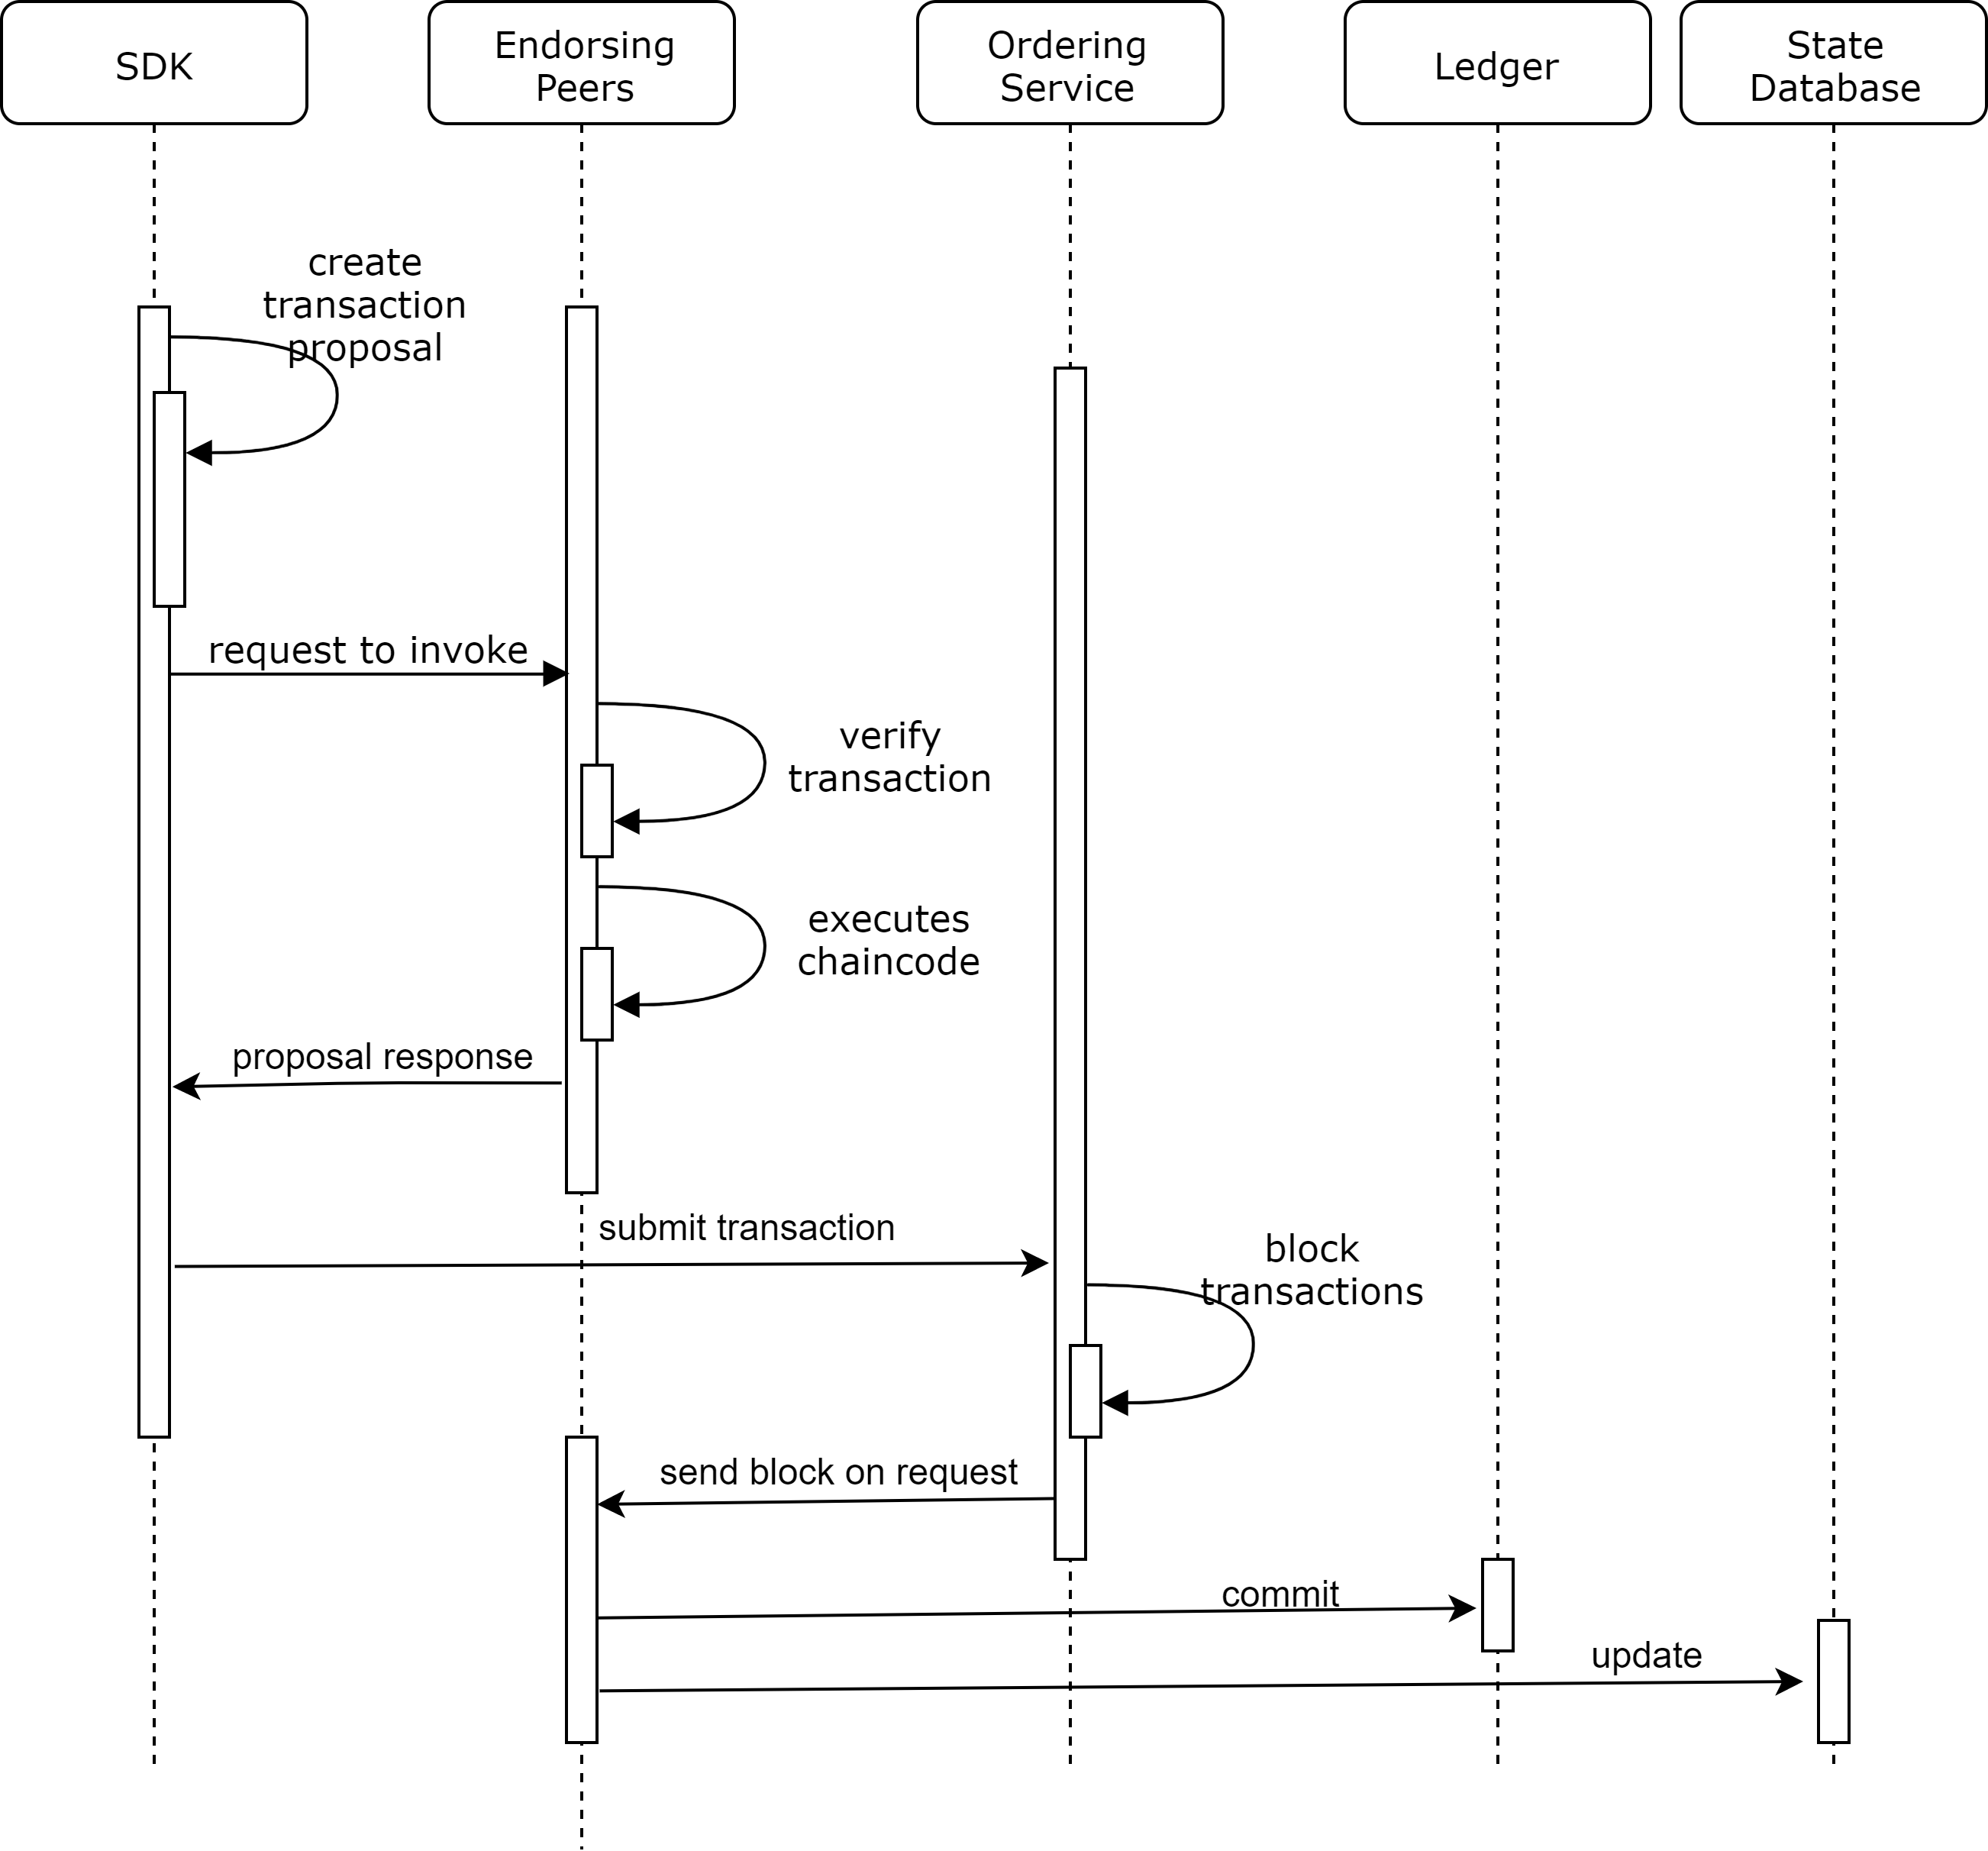 SDK
Endorsing
Peers
Ordering
Service
Ledger
State
Database
create
transaction
proposal
request to invoke
verify
transaction
executes
chaincode
proposal response
submit transaction
block
transactions
send block on request
commit
update